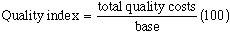 Quality index = total quality costs / base (100)